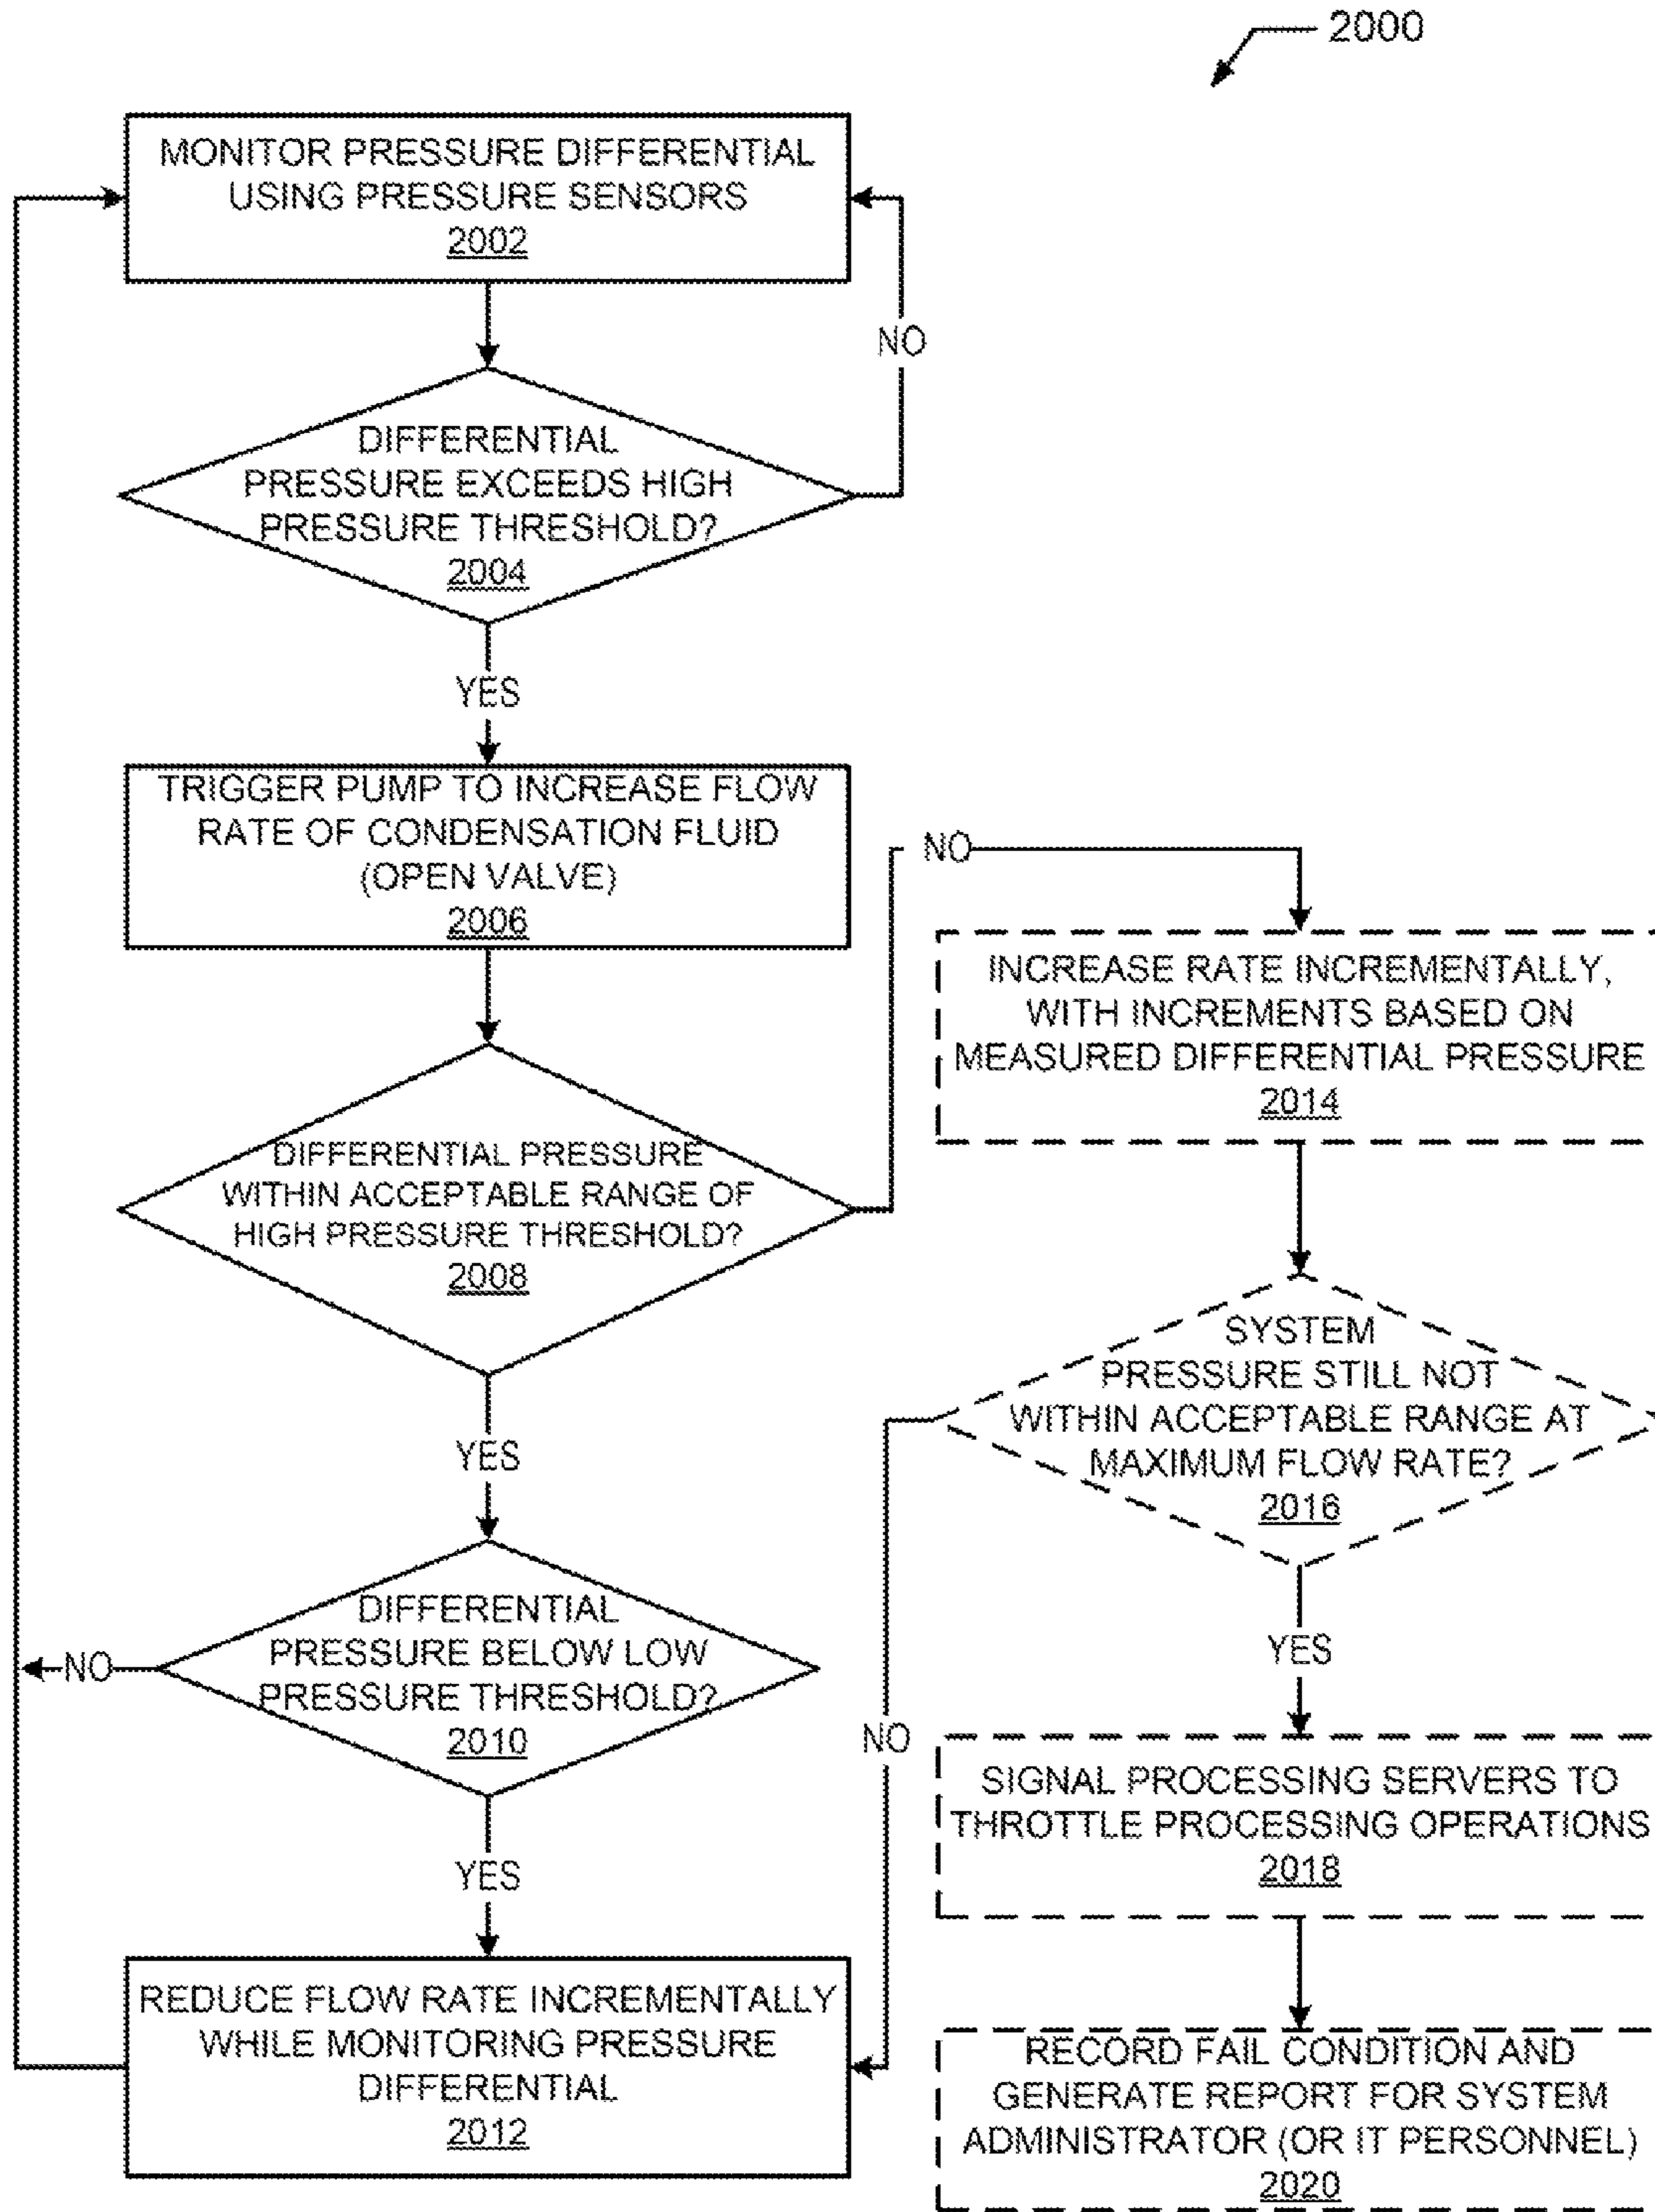 2000
MONITOR PRESSURE DIFFERENTIAL
USING PRESSURE SENSORS
2002
NO
DIFFERENTIAL
PRESSURE EXCEEDS HIGH
PRESSURE THRESHOLD?
2004
YES
TRIGGER PUMP TO INCREASE FLOW
RATE OF CONDENSATION FLUID
(OPEN VALVE)
2006
NO
DIFFERENTIAL PRESSURE
WITHIN ACCEPTABLE RANGE OF
HIGH PRESSURE THRESHOLD?
2008
YES
DIFFERENTIAL
PRESSURE BELOW LOW
PRESSURE THRESHOLD?
2010
NO
YES
REDUCE FLOW RATE INCREMENTALLY
WHILE MONITORING PRESSURE
DIFFERENTIAL
2012
INCREASE RATE INCREMENTALLY,
WITH INCREMENTS BASED ON
MEASURED DIFFERENTIAL PRESSURE
2014
SYSTEM
PRESSURE STILL NOT
WITHIN ACCEPTABLE RANGE AT
MAXIMUM FLOW RATE?
2016
NO
YES
SIGNAL PROCESSING SERVERS TO
THROTTLE PROCESSING OPERATIONS
2018
RECORD FAIL CONDITION AND
GENERATE REPORT FOR SYSTEM
ADMINISTRATOR (OR IT PERSONNEL)
2020